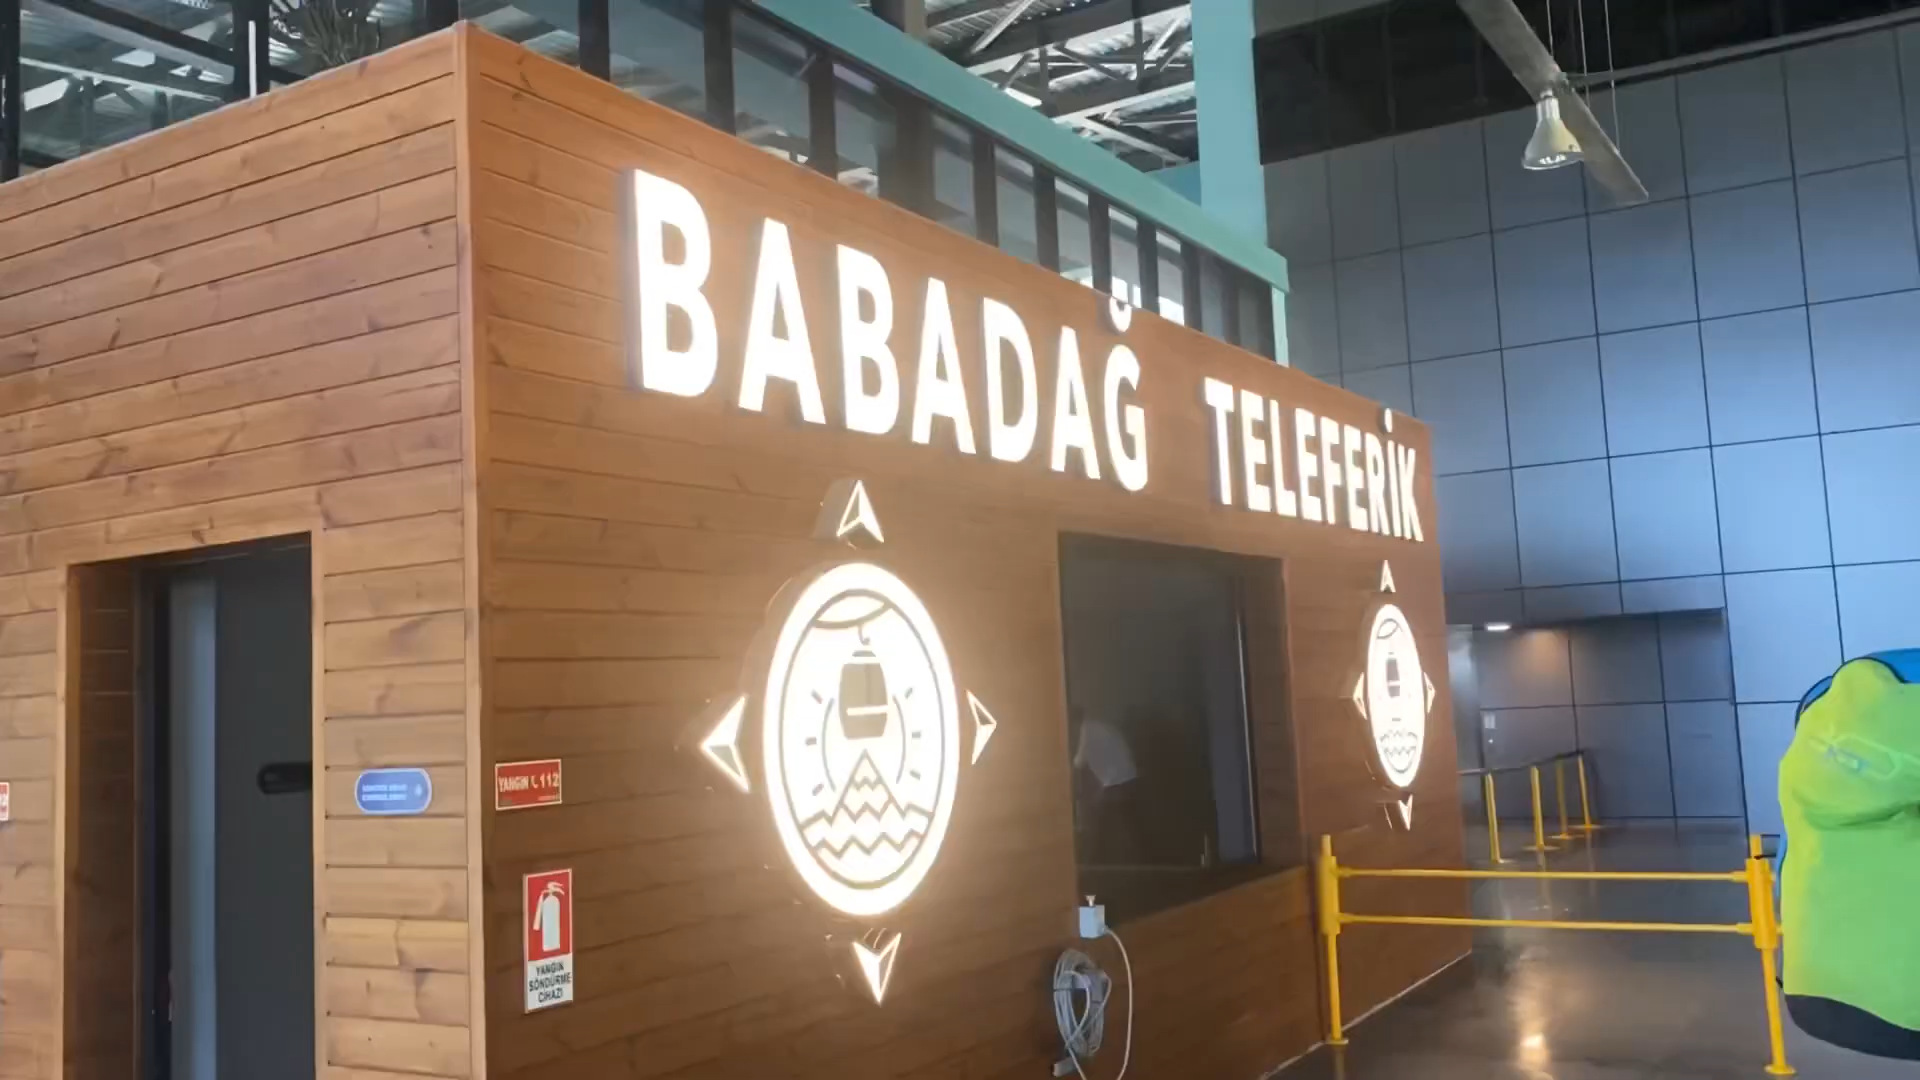 BABADAĞ TELEFERİK
YANGIN 112
YANGIN
SÖNDÜRME
CİHAZI